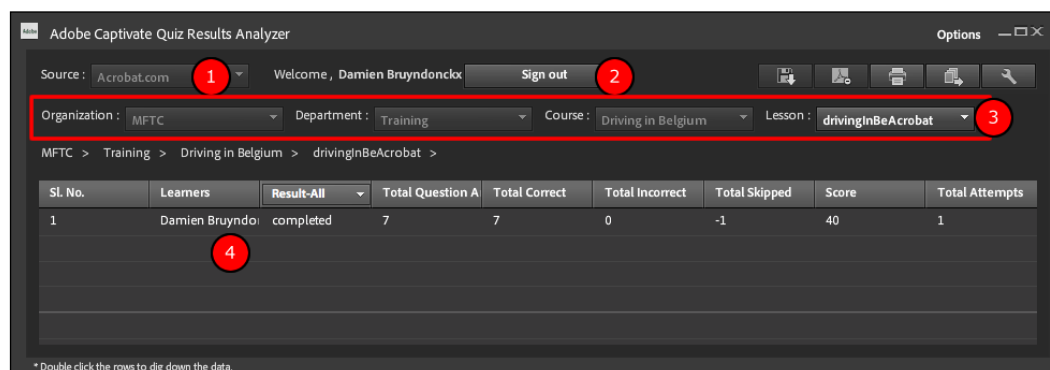 Adobe Adobe Captivate Quiz Results Analyzer Options
Source : Acrobat.com 1 Welcome , Damien Bruyndonckx Sign out 2
Organization : MFTC Department : Training Course : Driving in Belgium Lesson : drivingInBeAcrobat 3
MFTC > Training > Driving in Belgium > drivingInBeAcrobat >
Sl. No. Learners Result-All Total Question A Total Correct Total Incorrect Total Skipped Score Total Attempts
1 Damien Bruyndo completed 7 7 0 -1 40 1
4
* Double click the rows to dig down the data.